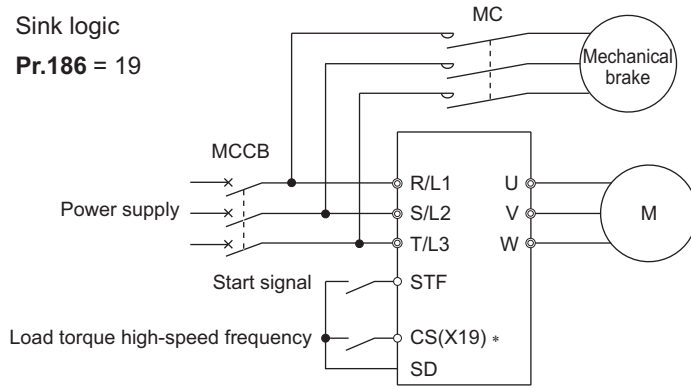 Sink logic
Pr.186 = 19
MC
Mechanical
brake
MCCB
Power supply
R/L1
S/L2
T/L3
U
V
W
M
Start signal
STF
Load torque high-speed frequency
CS(X19) *
SD